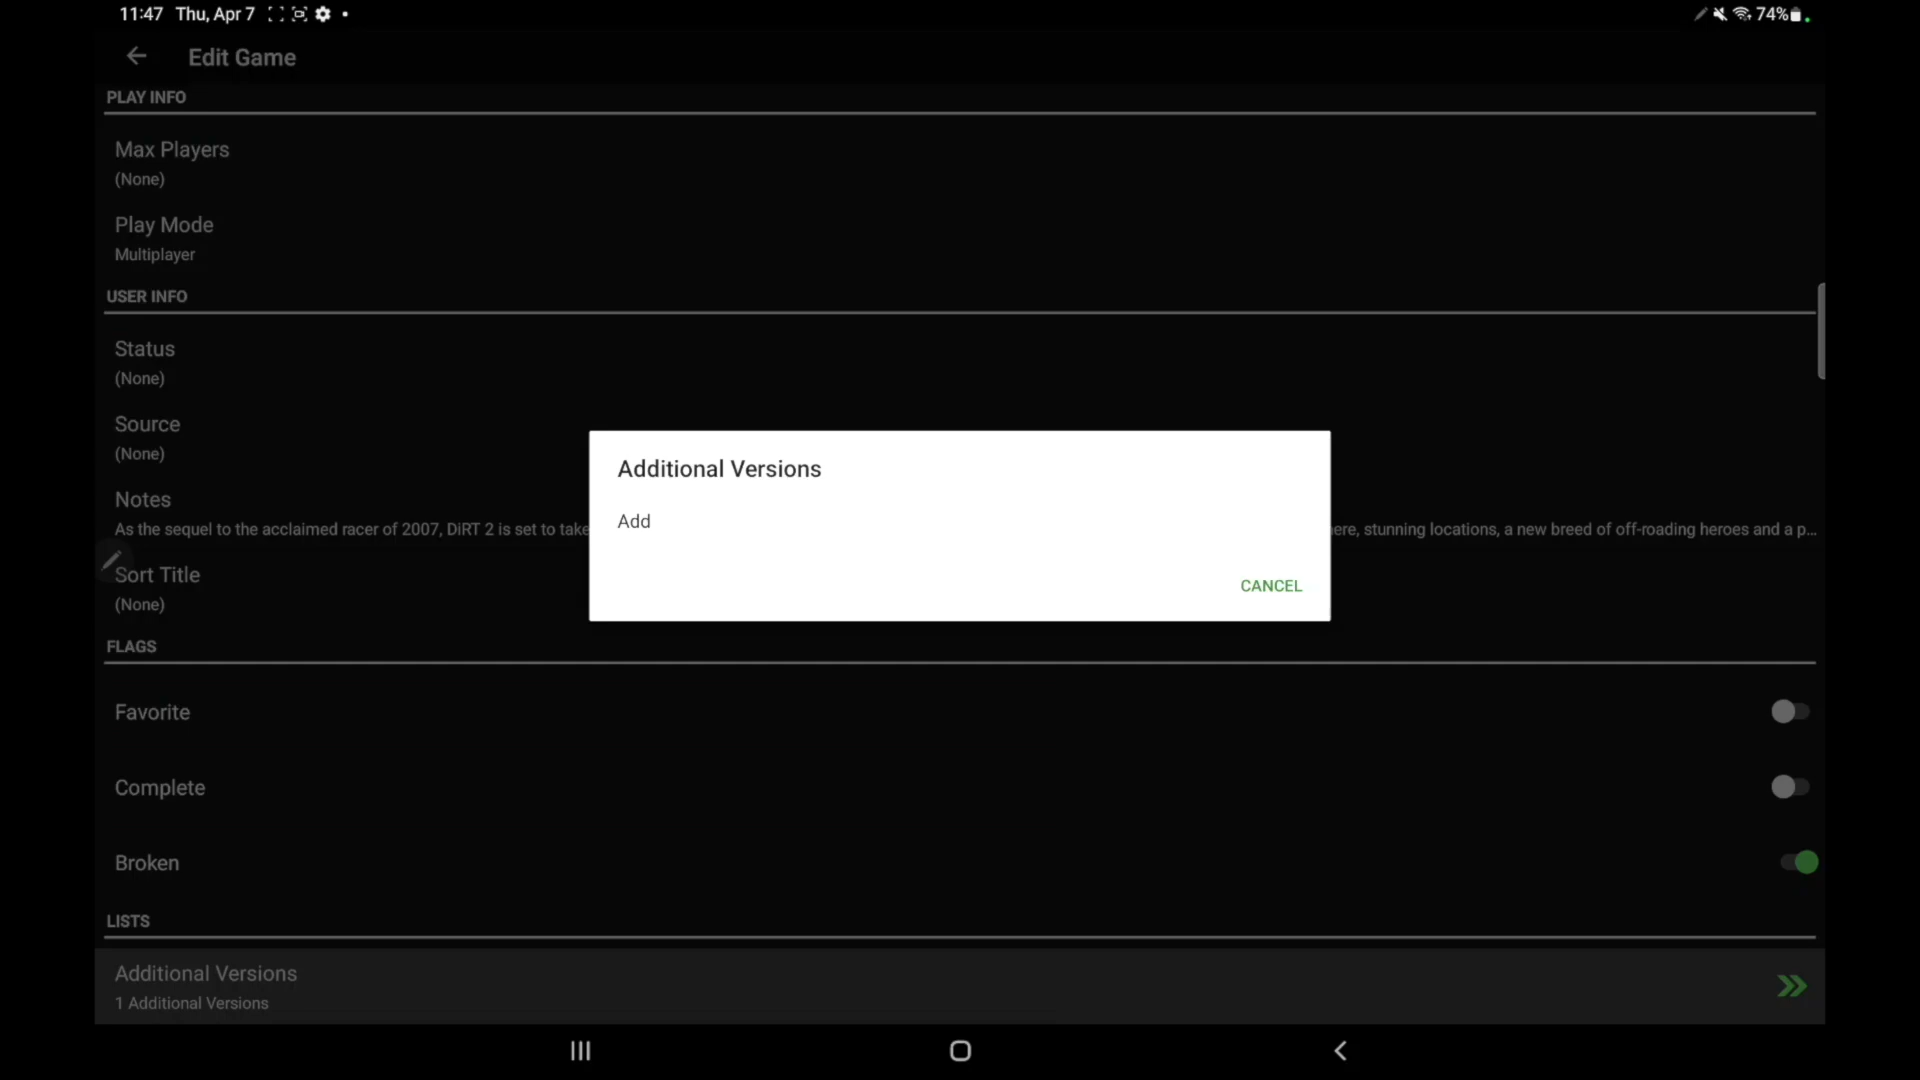 11:47 Thu, Apr 7
74%
Edit Game
PLAY INFO
Max Players
(None)
Play Mode
Multiplayer
USER INFO
Status
(None)
Source
(None)
Notes
As the sequel to the acclaimed racer of 2007, DiRT 2 is set to take
ere, stunning locations, a new breed of off-roading heroes and a p...
Sort Title
(None)
Additional Versions
Add
CANCEL
FLAGS
Favorite
Complete
Broken
LISTS
Additional Versions
1 Additional Versions